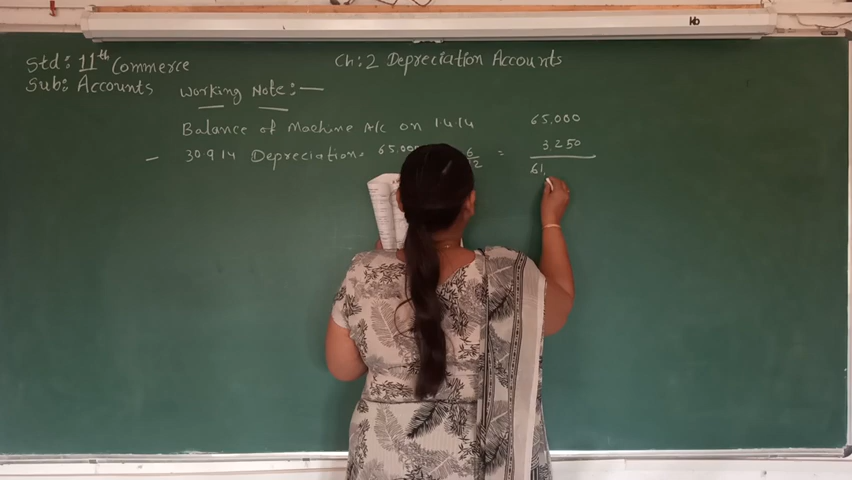 Std: 11th Commerce
Ch: 2 Depreciation Accounts
Sub: Accounts
Working Note: —
Balance of Machine A/c on 1.4.14 65,000
— 30.9.14 Depreciation = 65,000 6/12 = 3,250
61,